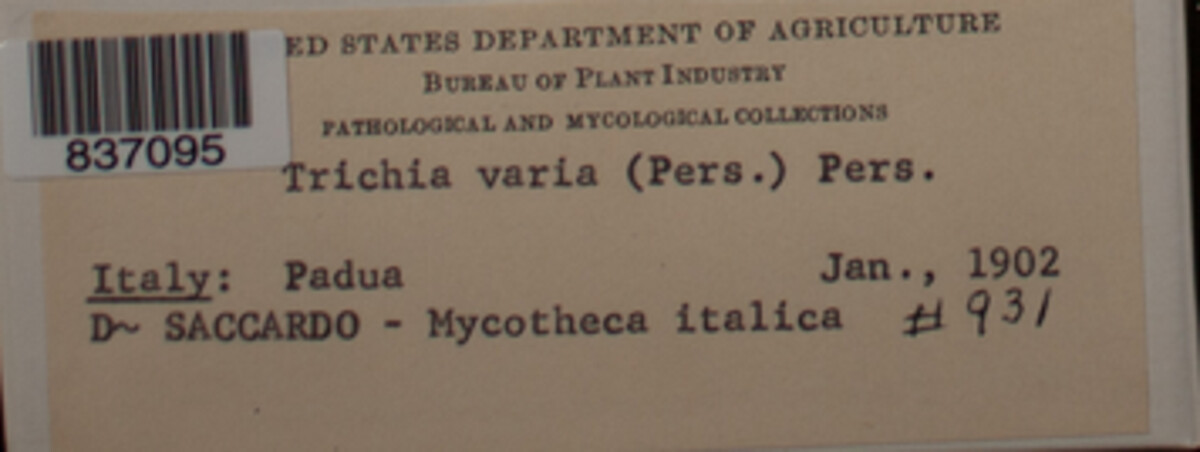 ED STATES DEPARTMENT OF AGRICULTURE
BUREAU OF PLANT INDUSTRY
PATHOLOGICAL AND MYCOLOGICAL COLLECTIONS
837095
Trichia varia (Pers.) Pers.
Italy: Padua Jan., 1902
D~ SACCARDO - Mycotheca italica # 931